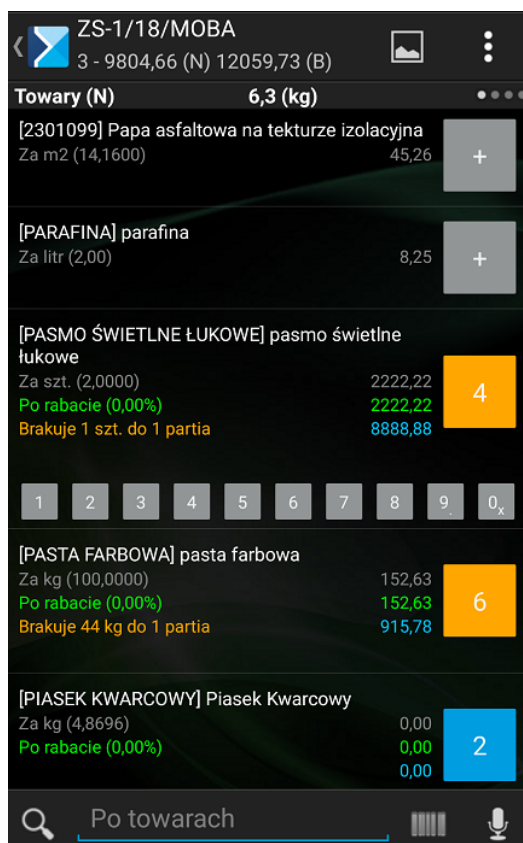 ZS-1/18/MOBA
3 - 9804,66 (N) 12059,73 (B)
Towary (N) 6,3 (kg)
[2301099] Papa asfaltowa na tekturze izolacyjna
Za m2 (14,1600) 45,26
+
[PARAFINA] parafina
Za litr (2,00) 8,25
+
[PASMO ŚWIETLNE ŁUKOWE] pasmo świetlne
łukowe
Za szt. (2,0000) 2222,22
Po rabacie (0,00%) 2222,22
4
Brakuje 1 szt. do 1 partia 8888,88
1 2 3 4 5 6 7 8 9. 0x
[PASTA FARBOWA] pasta farbowa
Za kg (100,0000) 152,63
Po rabacie (0,00%) 152,63
6
Brakuje 44 kg do 1 partia 915,78
[PIASEK KWARCOWY] Piasek Kwarcowy
Za kg (4,8696) 0,00
Po rabacie (0,00%) 0,00
2
0,00
Po towarach